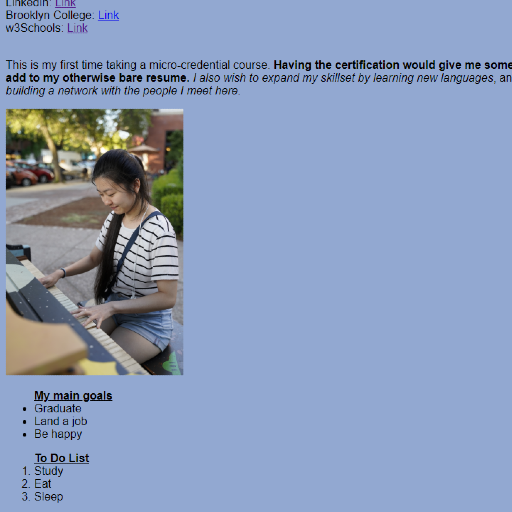 LinkedIn: Link
Brooklyn College: Link
w3Schools: Link
This is my first time taking a micro-credential course. Having the certification would give me some
add to my otherwise bare resume. I also wish to expand my skillset by learning new languages, an
building a network with the people I meet here.
My main goals
• Graduate
• Land a job
• Be happy
To Do List
1. Study
2. Eat
3. Sleep